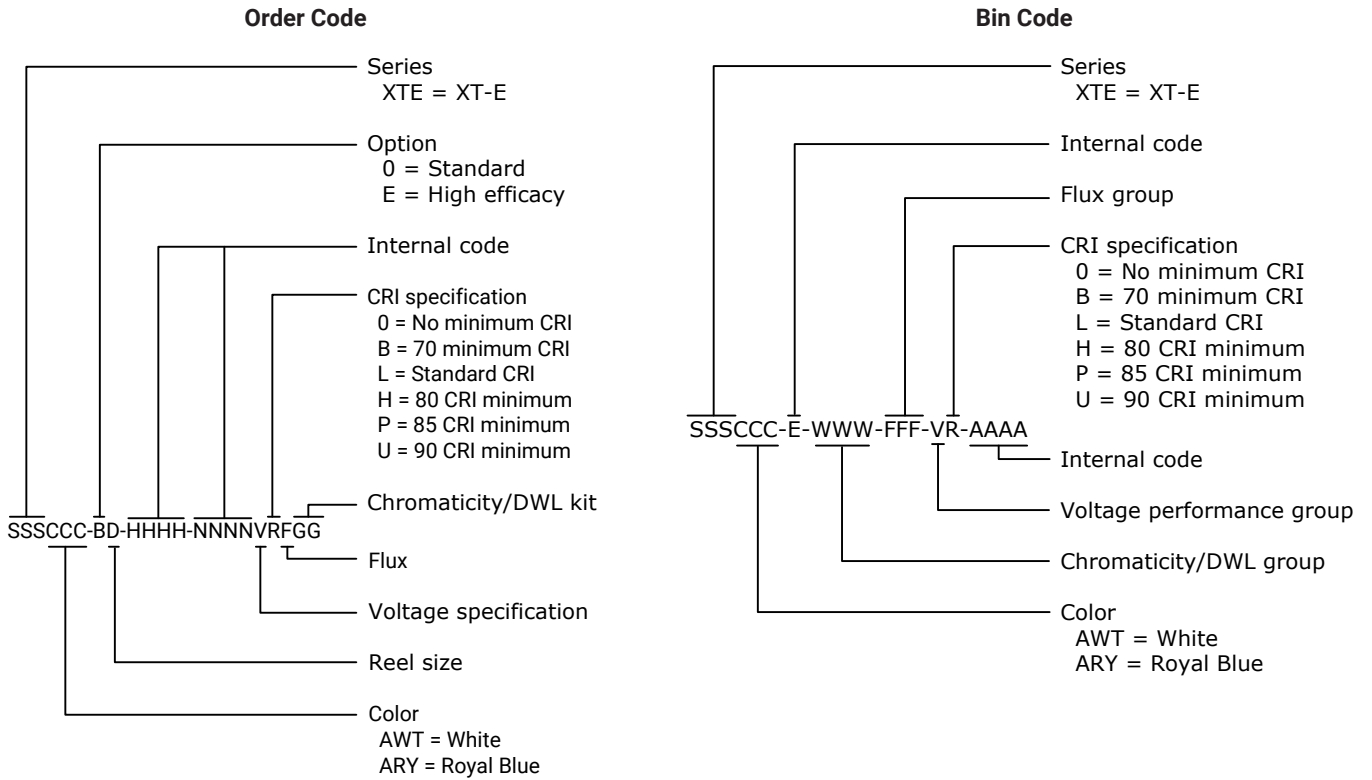 Order Code
Series
XTE = XT-E
Option
0 = Standard
E = High efficacy
Internal code
CRI specification
0 = No minimum CRI
B = 70 minimum CRI
L = Standard CRI
H = 80 CRI minimum
P = 85 CRI minimum
U = 90 CRI minimum
Chromaticity/DWL kit
SSSCCC-BD-HHHH-NNNNVRFGG
Flux
Voltage specification
Reel size
Color
AWT = White
ARY = Royal Blue
Bin Code
Series
XTE = XT-E
Internal code
Flux group
CRI specification
0 = No minimum CRI
B = 70 minimum CRI
L = Standard CRI
H = 80 CRI minimum
P = 85 CRI minimum
U = 90 CRI minimum
SSSCCC-E-WWW-FFF-VR-AAAA
Internal code
Voltage performance group
Chromaticity/DWL group
Color
AWT = White
ARY = Royal Blue